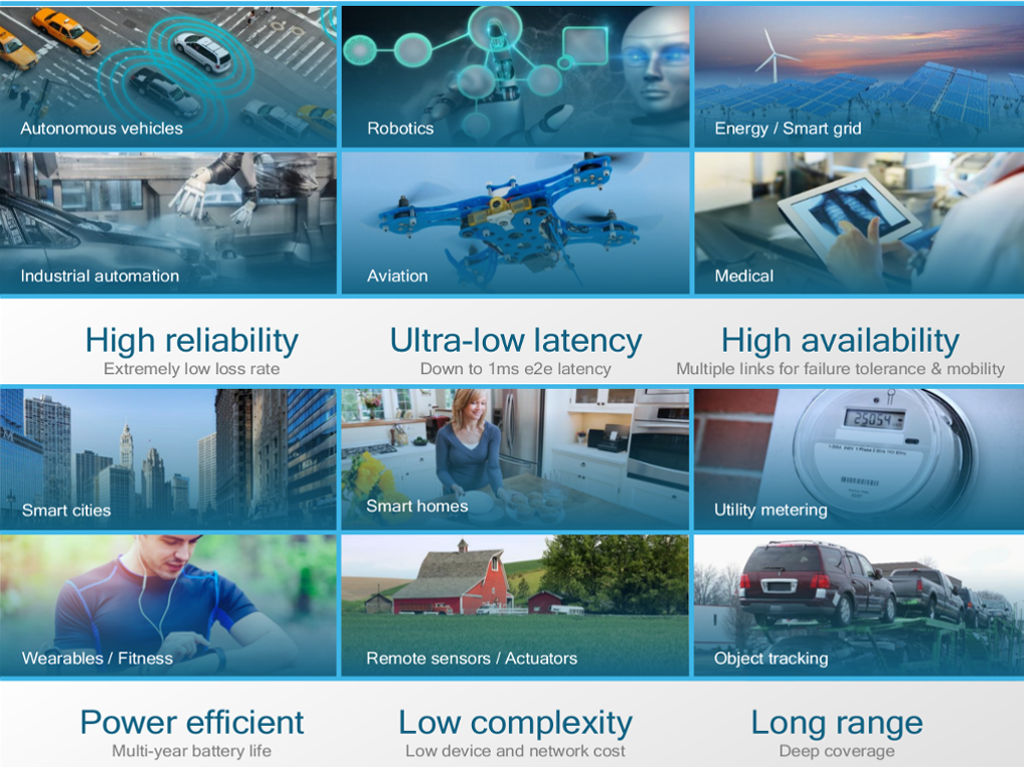 Autonomous vehicles
Robotics
Energy / Smart grid
Industrial automation
Aviation
Medical
High reliability
Extremely low loss rate
Ultra-low latency
Down to 1ms e2e latency
High availability
Multiple links for failure tolerance & mobility
Smart cities
Smart homes
25054
Utility metering
Wearables / Fitness
Remote sensors / Actuators
Object tracking
Power efficient
Multi-year battery life
Low complexity
Low device and network cost
Long range
Deep coverage